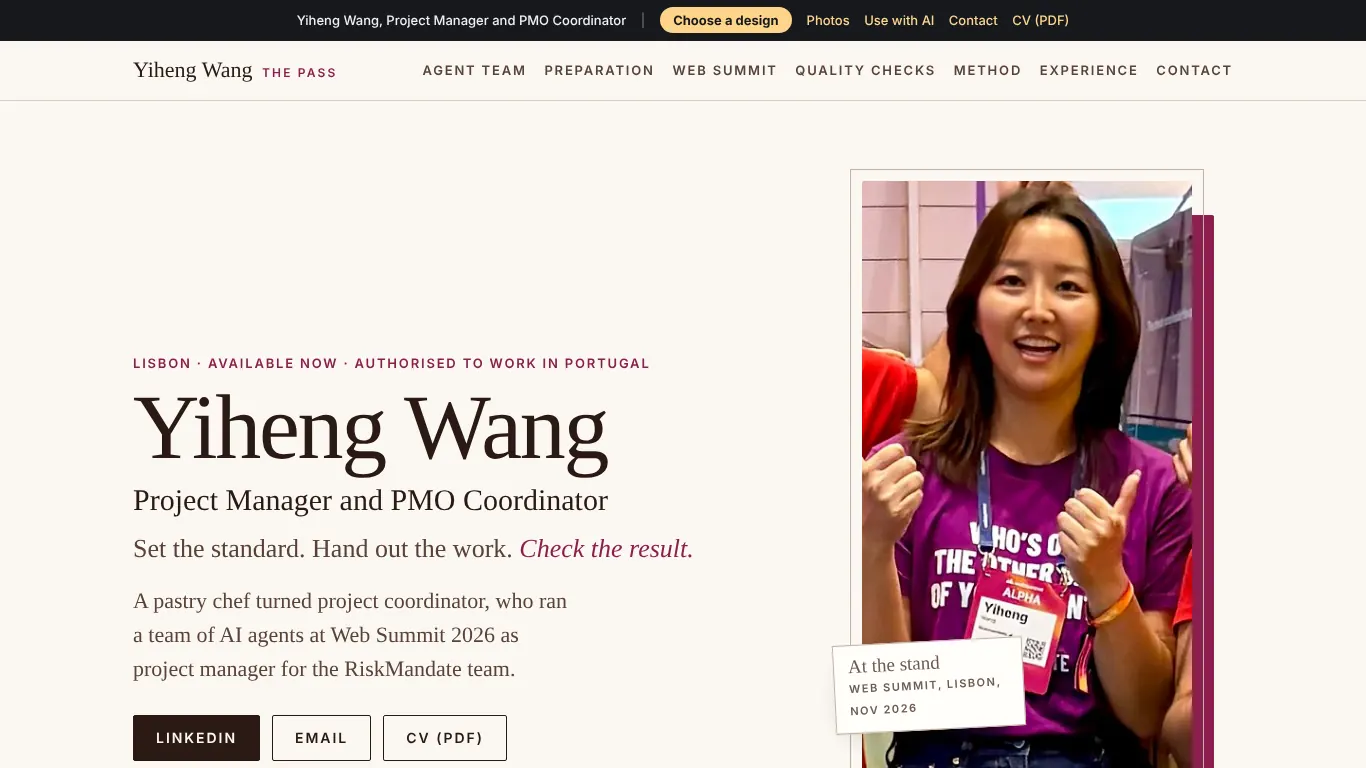 Yiheng Wang, Project Manager and PMO Coordinator | Choose a design Photos Use with AI Contact CV (PDF)
Yiheng Wang THE PASS AGENT TEAM PREPARATION WEB SUMMIT QUALITY CHECKS METHOD EXPERIENCE CONTACT
LISBON · AVAILABLE NOW · AUTHORISED TO WORK IN PORTUGAL
Yiheng Wang
Project Manager and PMO Coordinator
Set the standard. Hand out the work. Check the result.
A pastry chef turned project coordinator, who ran
a team of AI agents at Web Summit 2026 as
project manager for the RiskMandate team.
LINKEDIN EMAIL CV (PDF)
WHO'S
THE
OF
ALPHA
Yiheng
At the stand
WEB SUMMIT, LISBON,
NOV 2026